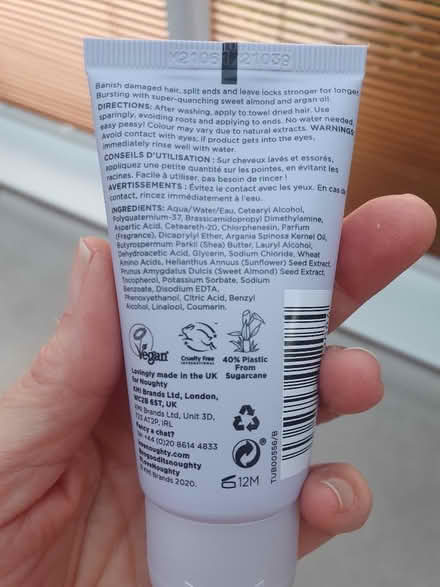 Banish damaged hair, split ends and leave locks stronger for longer.
Bursting with super-quenching sweet almond and argan oil.
DIRECTIONS: After washing, apply to towel dried hair. Use
sparingly, avoiding roots and applying to ends. No water needed,
easy peasy! Colour may vary due to natural extracts. WARNINGS:
Avoid contact with eyes, if product gets into the eyes,
immediately rinse well with water.
CONSEILS D'UTILISATION : Sur cheveux lavés et essorés,
appliquez une petite quantité sur les pointes, en évitant les
racines. Facile à utiliser, pas besoin de rincer !
AVERTISSEMENTS : Évitez le contact avec les yeux. En cas de
contact, rincez immédiatement à l'eau.
INGREDIENTS: Aqua/Water/Eau, Cetearyl Alcohol,
Polyquaternium-37, Brassicamidopropyl Dimethylamine,
Aspartic Acid, Ceteareth-20, Chlorphenesin, Parfum
(Fragrance), Dicaprylyl Ether, Argania Spinosa Kernel Oil,
Butyrospermum Parkii (Shea) Butter, Lauryl Alcohol,
Dehydroacetic Acid, Glycerin, Sodium Chloride, Wheat
Amino Acids, Helianthus Annuus (Sunflower) Seed Extract,
Prunus Amygdalus Dulcis (Sweet Almond) Seed Extract,
Tocopherol, Potassium Sorbate, Sodium
Benzoate, Disodium EDTA,
Phenoxyethanol, Citric Acid, Benzyl
Alcohol, Linalool, Coumarin.
Vegan
Cruelty Free
INTERNATIONAL
40% Plastic
From
Sugarcane
Lovingly made in the UK
for Noughty
KMI Brands Ltd, London,
WC2B 6ST, UK
KMI Brands Ltd, Unit 3D,
T23 AT2P, IRL
Fancy a chat?
Tel +44 (0)20 8614 4833
12M
TUB00556/B